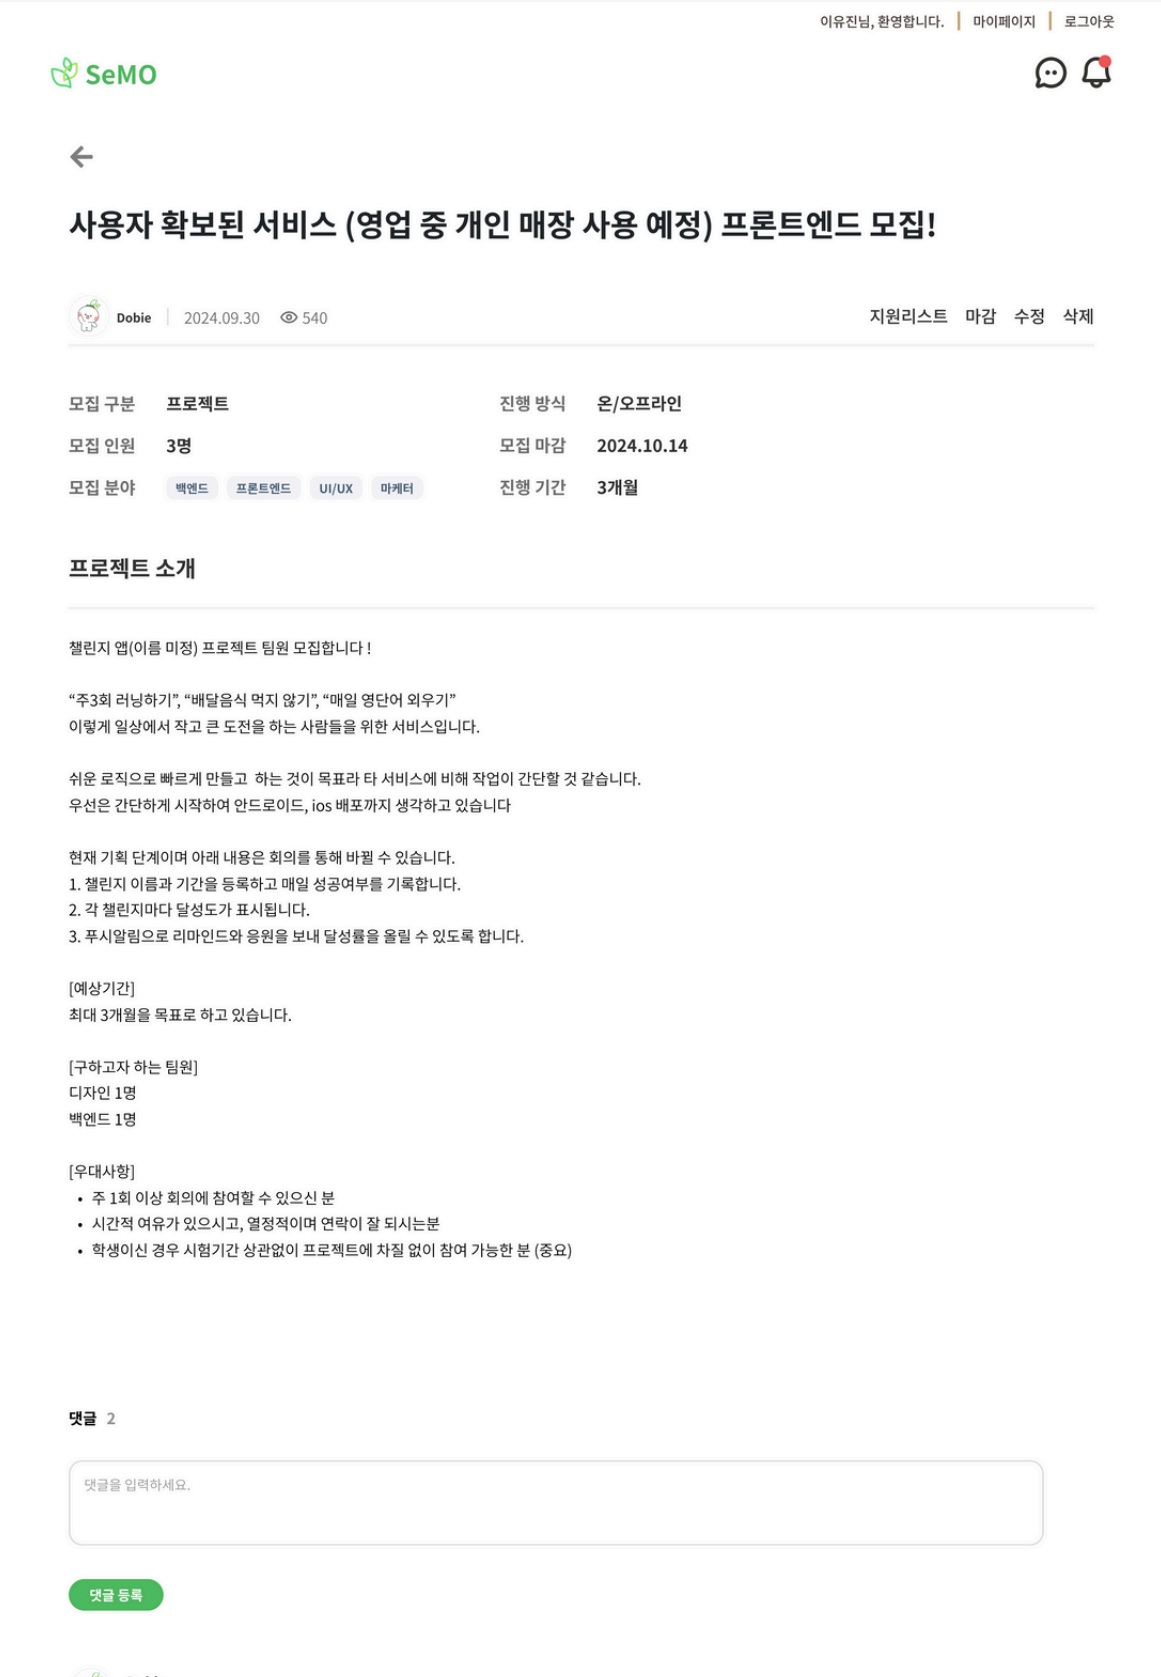 이유진님, 환영합니다. | 마이페이지 | 로그아웃
SeMO
사용자 확보된 서비스 (영업 중 개인 매장 사용 예정) 프론트엔드 모집!
Dobie | 2024.09.30 540 지원리스트 마감 수정 삭제
모집 구분 프로젝트 진행 방식 온/오프라인
모집 인원 3명 모집 마감 2024.10.14
모집 분야 백엔드 프론트엔드 UI/UX 마케터 진행 기간 3개월
프로젝트 소개
챌린지 앱(이름 미정) 프로젝트 팀원 모집합니다 !
“주3회 러닝하기”, “배달음식 먹지 않기”, “매일 영단어 외우기”
이렇게 일상에서 작고 큰 도전을 하는 사람들을 위한 서비스입니다.
쉬운 로직으로 빠르게 만들고  하는 것이 목표라 타 서비스에 비해 작업이 간단할 것 같습니다.
우선은 간단하게 시작하여 안드로이드, ios 배포까지 생각하고 있습니다
현재 기획 단계이며 아래 내용은 회의를 통해 바뀔 수 있습니다.
1. 챌린지 이름과 기간을 등록하고 매일 성공여부를 기록합니다.
2. 각 챌린지마다 달성도가 표시됩니다.
3. 푸시알림으로 리마인드와 응원을 보내 달성률을 올릴 수 있도록 합니다.
[예상기간]
최대 3개월을 목표로 하고 있습니다.
[구하고자 하는 팀원]
디자인 1명
백엔드 1명
[우대사항]
• 주 1회 이상 회의에 참여할 수 있으신 분
• 시간적 여유가 있으시고, 열정적이며 연락이 잘 되시는분
• 학생이신 경우 시험기간 상관없이 프로젝트에 차질 없이 참여 가능한 분 (중요)
댓글 2
댓글을 입력하세요.
댓글 등록